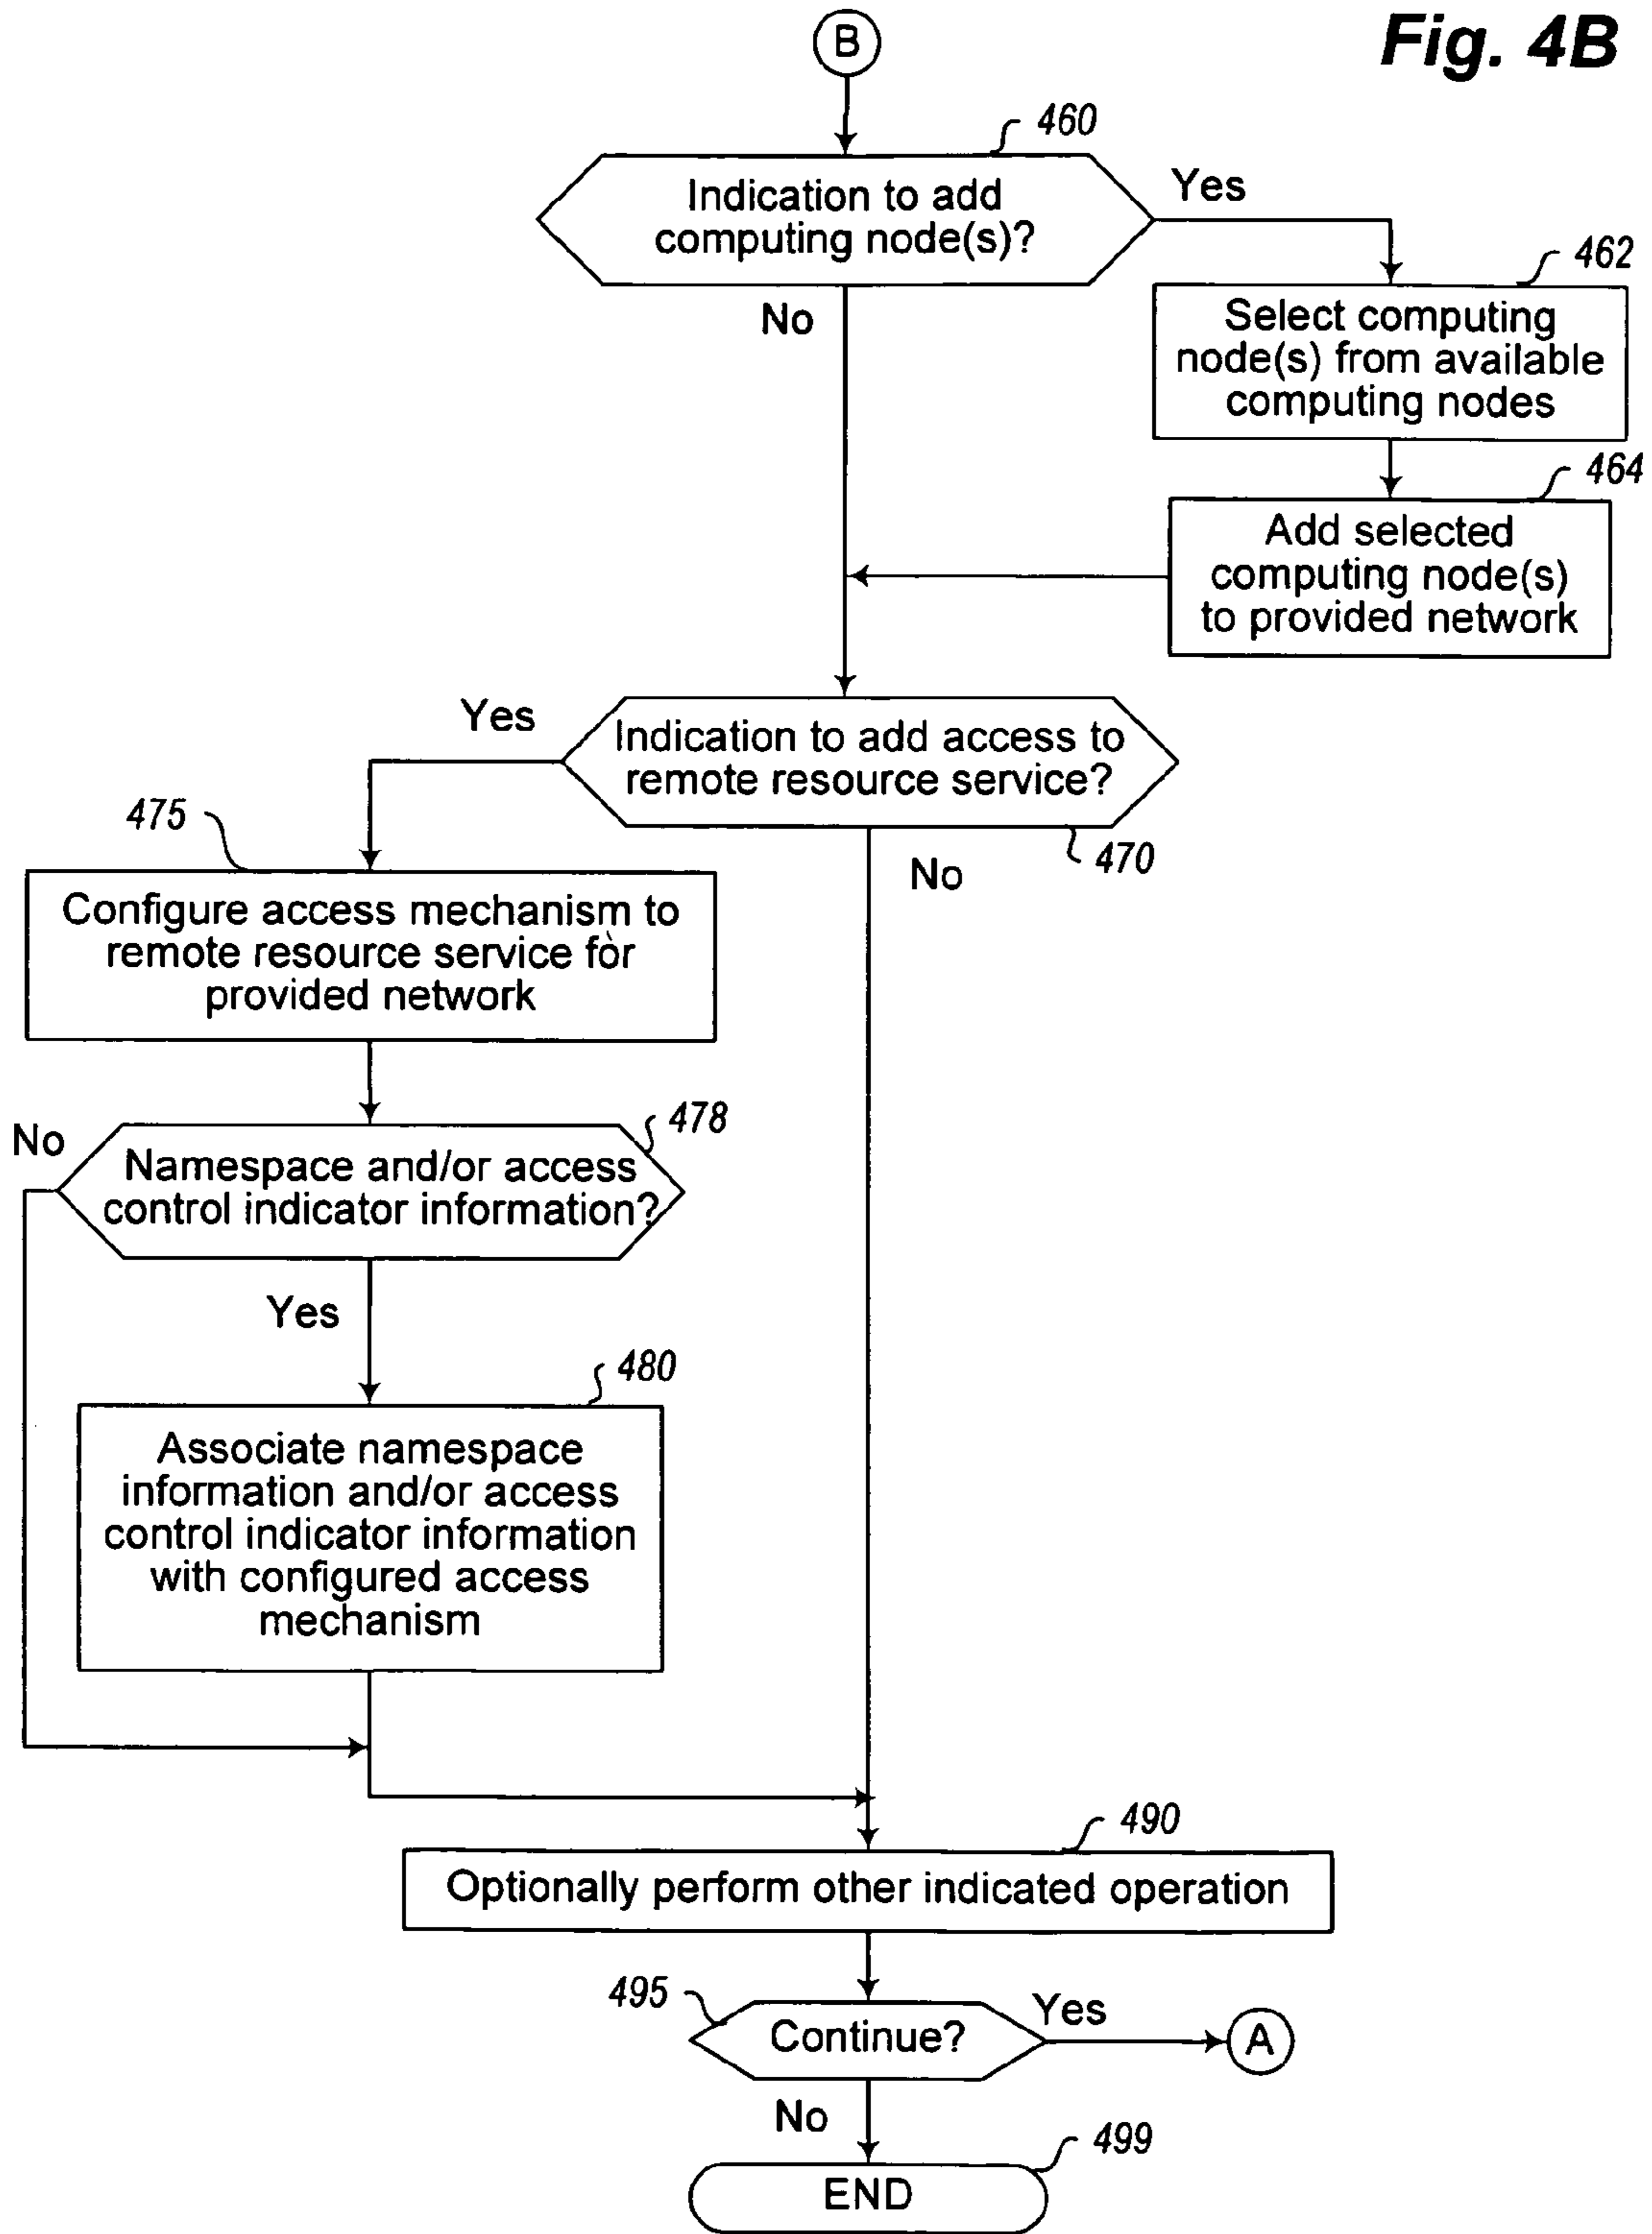 Fig. 4B
B
460
Indication to add
computing node(s)?
Yes
No
462
Select computing
node(s) from available
computing nodes
464
Add selected
computing node(s)
to provided network
Yes
Indication to add access to
remote resource service?
470
No
475
Configure access mechanism to
remote resource service for
provided network
478
No
Namespace and/or access
control indicator information?
Yes
480
Associate namespace
information and/or access
control indicator information
with configured access
mechanism
490
Optionally perform other indicated operation
495
Continue?
Yes
A
No
499
END